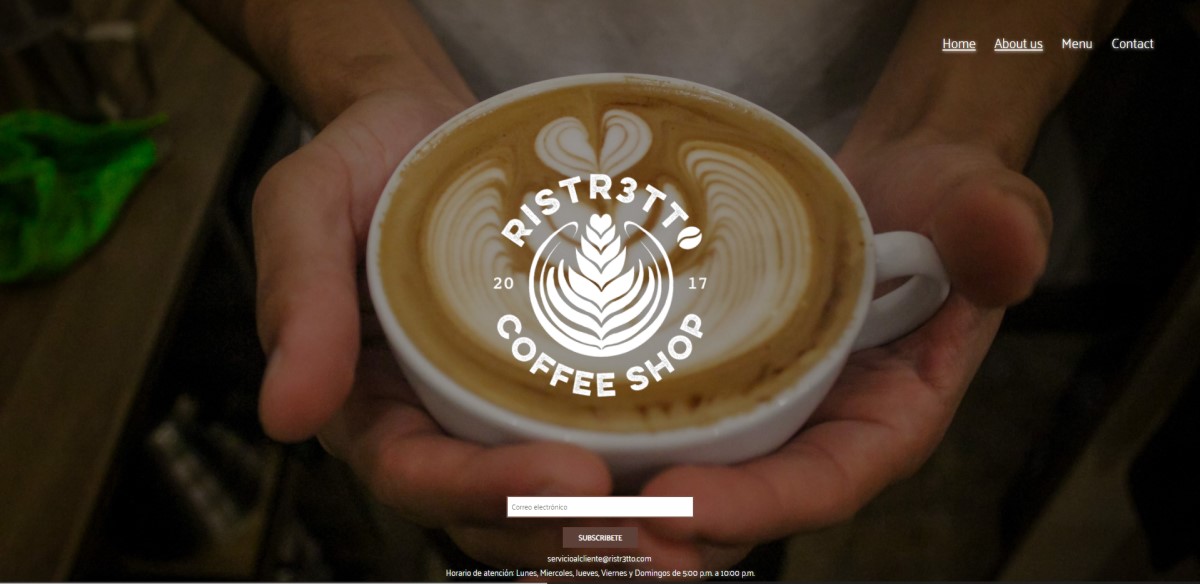 Home About us Menu Contact
RISTR3TTO
20 17
COFFEE SHOP
Correo electrónico
SUBSCRIBETE
servicioalcliente@ristr3tto.com
Horario de atención: Lunes, Miercoles, Jueves, Viernes y Domingos de 5:00 p.m. a 10:00 p.m.